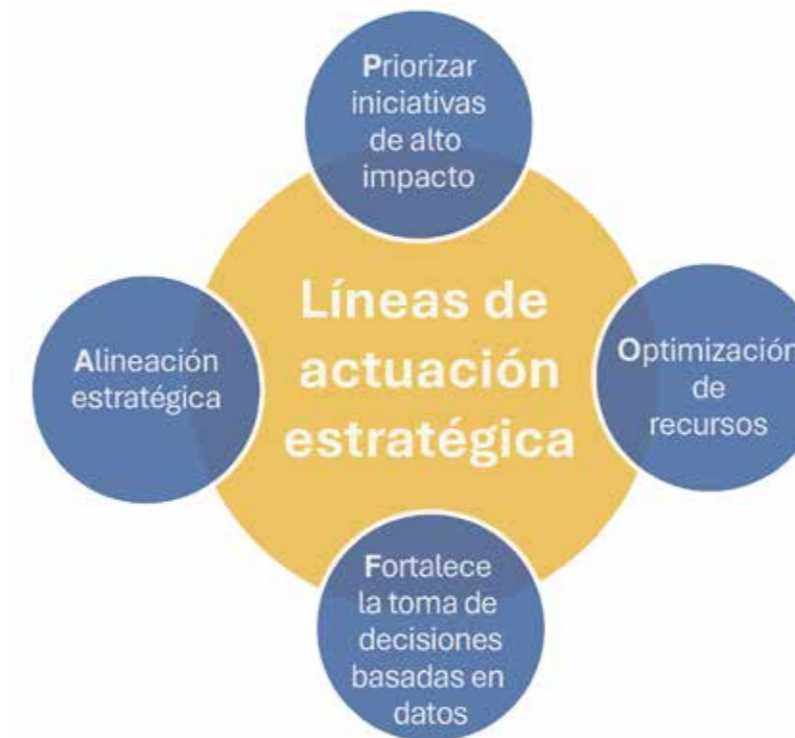 Priorizar
iniciativas
de alto
impacto
Líneas de
actuación
estratégica
Alineación
estratégica
Optimización
de
recursos
Fortalece
la toma de
decisiones
basadas en
datos